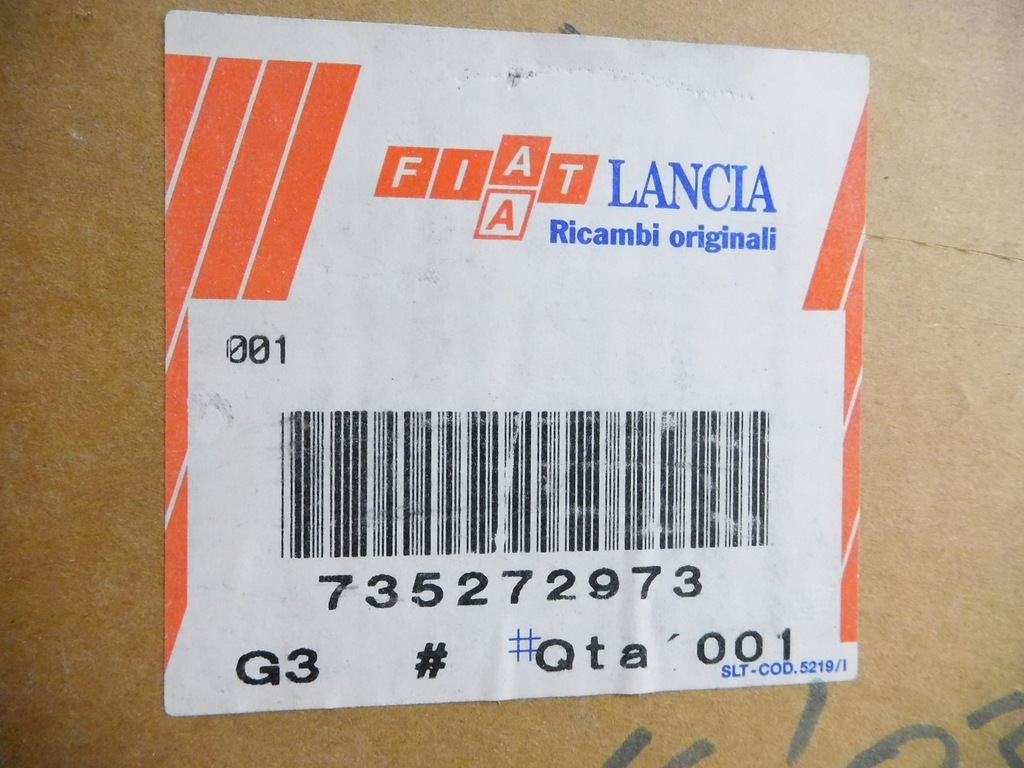 FIAT LANCIA
A
Ricambi originali
001
735272973
G3 # #Qta´001
SLT-COD.5219/I